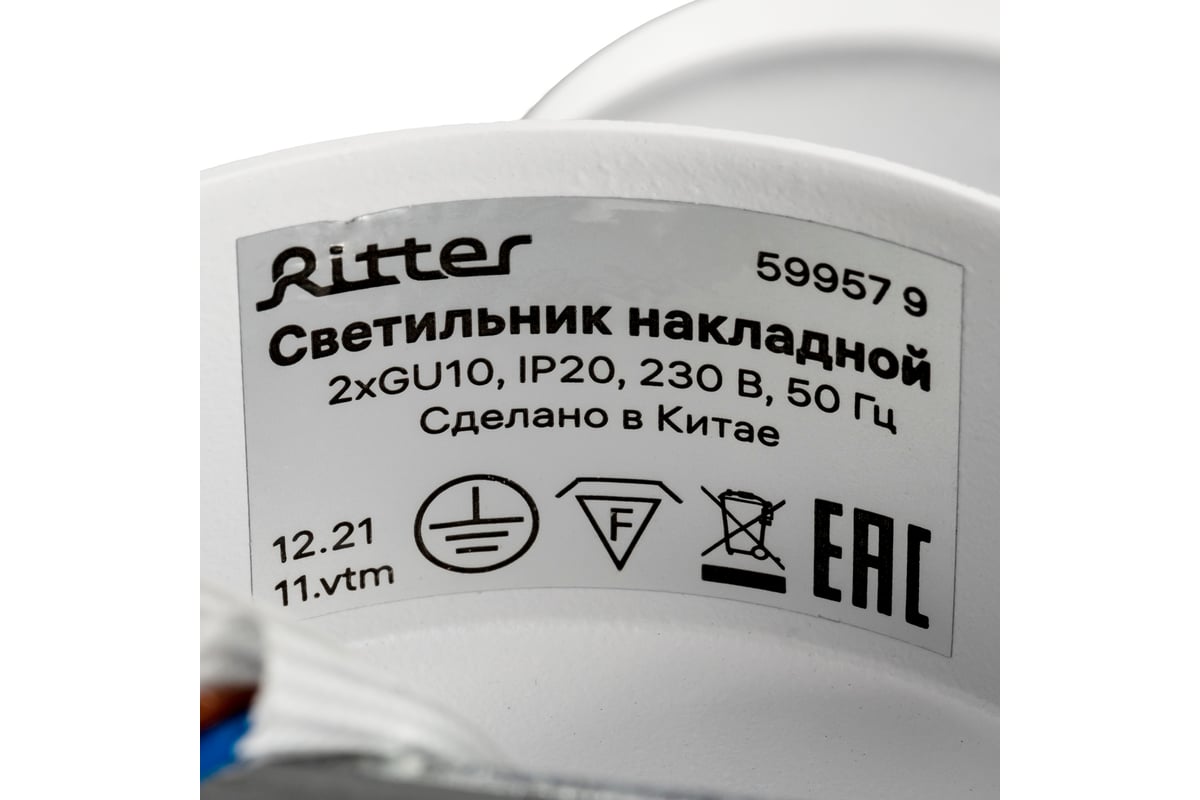 Ritter
59957 9
Светильник накладной
2xGU10, IP20, 230 В, 50 Гц
Сделано в Китае
12.21
11.vtm
F
EAC